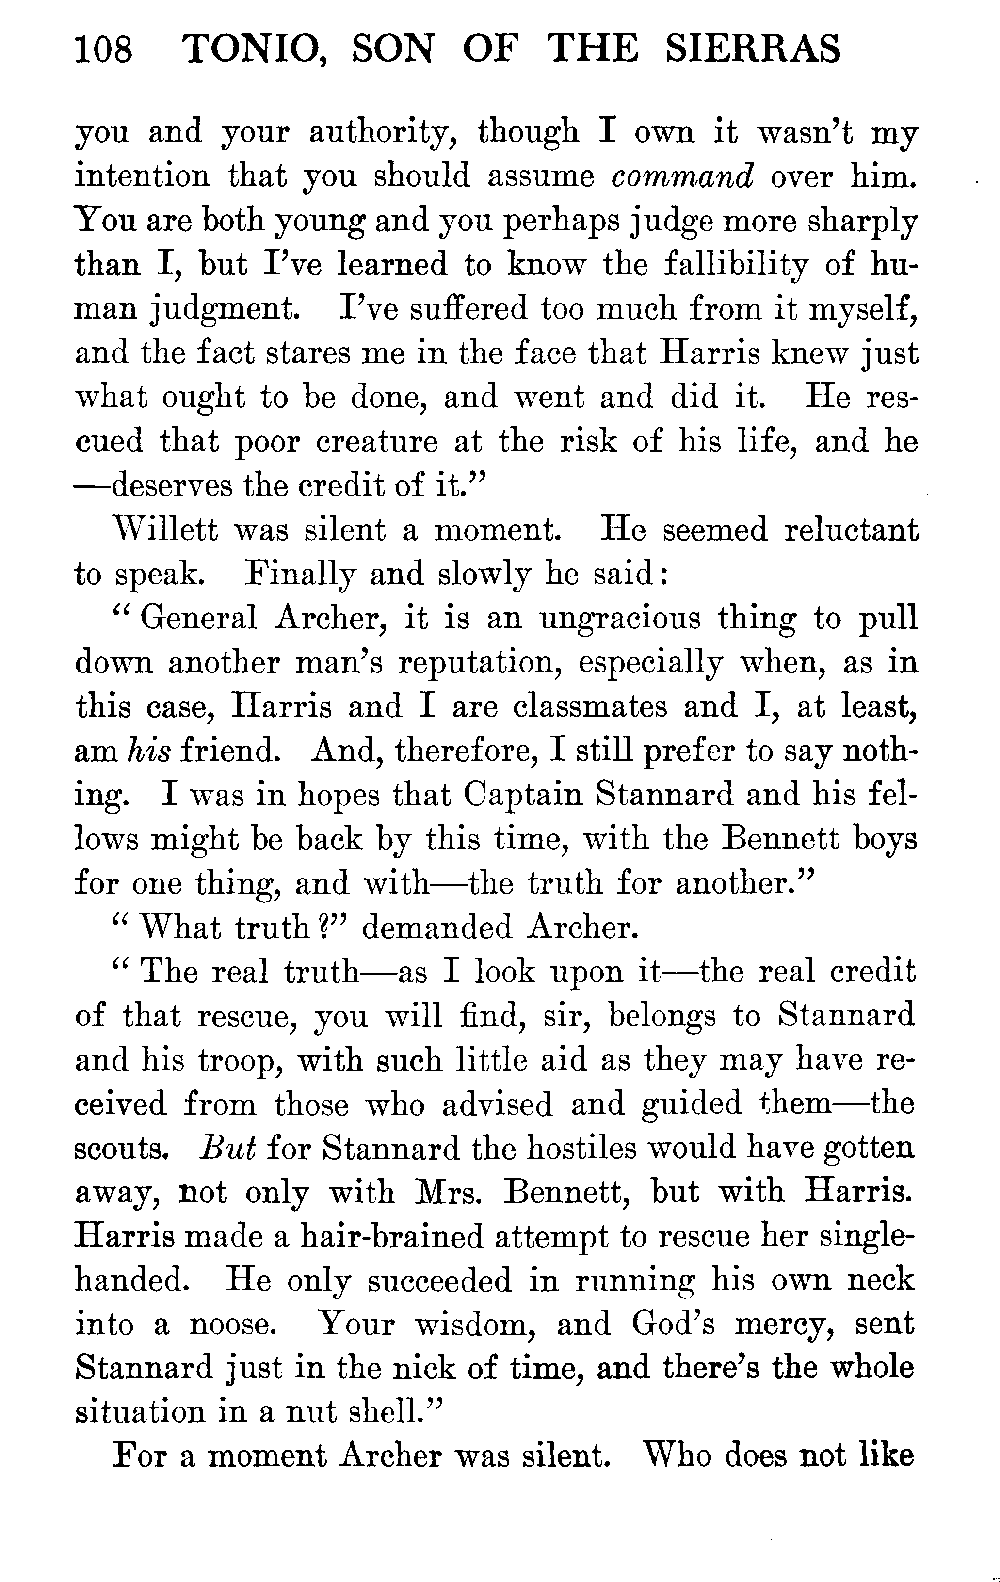 108 TONIO, SON OF THE SIERRAS
you and your authority, though I own it wasn't my
intention that you should assume command over him.
You are both young and you perhaps judge more sharply
than I, but I've learned to know the fallibility of hu-
man judgment. I've suffered too much from it myself,
and the fact stares me in the face that Harris knew just
what ought to be done, and went and did it. He res-
cued that poor creature at the risk of his life, and he
—deserves the credit of it."
Willett was silent a moment. He seemed reluctant
to speak. Finally and slowly he said:
"General Archer, it is an ungracious thing to pull
down another man's reputation, especially when, as in
this case, Harris and I are classmates and I, at least,
am his friend. And, therefore, I still prefer to say noth-
ing. I was in hopes that Captain Stannard and his fel-
lows might be back by this time, with the Bennett boys
for one thing, and with—the truth for another."
"What truth?" demanded Archer.
"The real truth—as I look upon it—the real credit
of that rescue, you will find, sir, belongs to Stannard
and his troop, with such little aid as they may have re-
ceived from those who advised and guided them—the
scouts. But for Stannard the hostiles would have gotten
away, not only with Mrs. Bennett, but with Harris.
Harris made a hair-brained attempt to rescue her single-
handed. He only succeeded in running his own neck
into a noose. Your wisdom, and God's mercy, sent
Stannard just in the nick of time, and there's the whole
situation in a nut shell."
For a moment Archer was silent. Who does not like